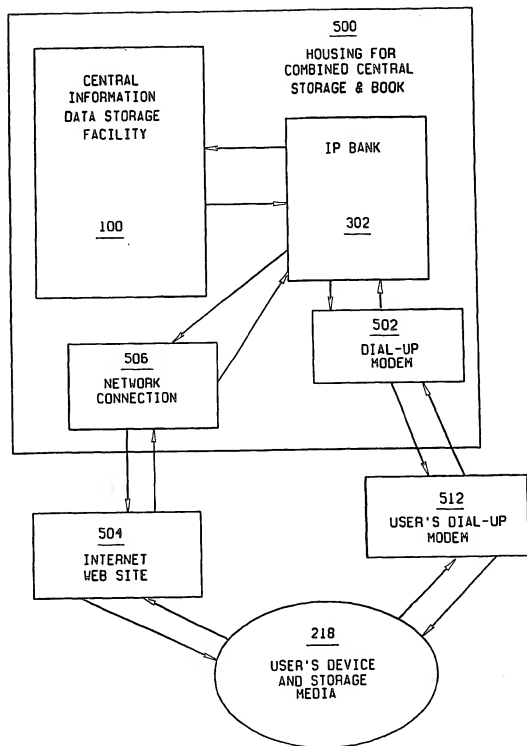 500
HOUSING FOR
COMBINED CENTRAL
STORAGE & BOOK
CENTRAL
INFORMATION
DATA STORAGE
FACILITY
100
IP BANK
302
502
DIAL-UP
MODEM
506
NETWORK
CONNECTION
512
USER'S DIAL-UP
MODEM
504
INTERNET
WEB SITE
218
USER'S DEVICE
AND STORAGE
MEDIA